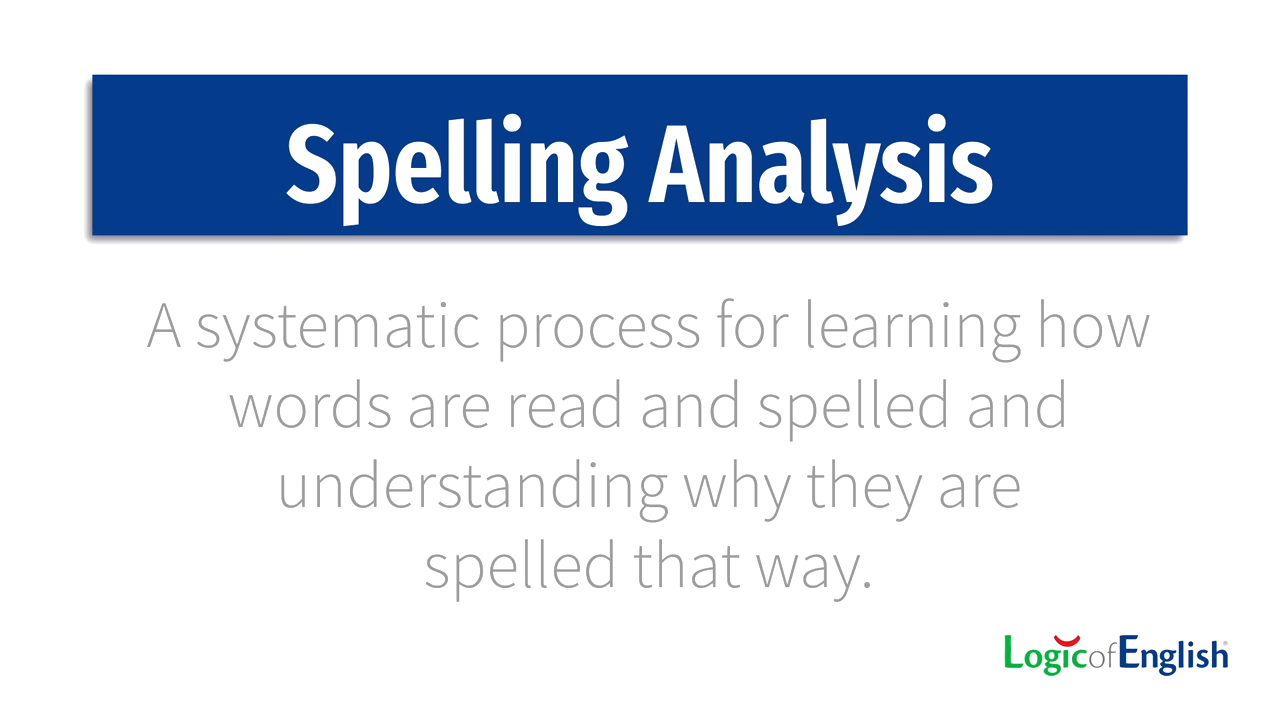 Spelling Analysis
A systematic process for learning how
words are read and spelled and
understanding why they are
spelled that way.
LogicofEnglish®